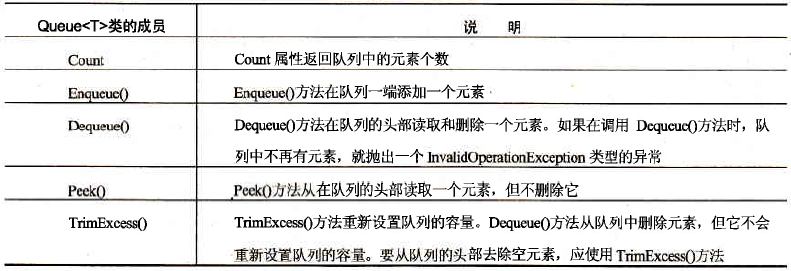 Queue<T>类的成员 说 明
Count Count 属性返回队列中的元素个数
Enqueue() Enqueue()方法在队列一端添加一个元素
Dequeue() Dequeue()方法在队列的头部读取和删除一个元素。如果在调用 Dequeue()方法时，队
列中不再有元素，就抛出一个 InvalidOperationException 类型的异常
Peek() Peek()方法从在队列的头部读取一个元素，但不删除它
TrimExcess() TrimExcess()方法重新设置队列的容量。Dequeue()方法从队列中删除元素，但它不会
重新设置队列的容量。要从队列的头部去除空元素，应使用 TrimExcess()方法